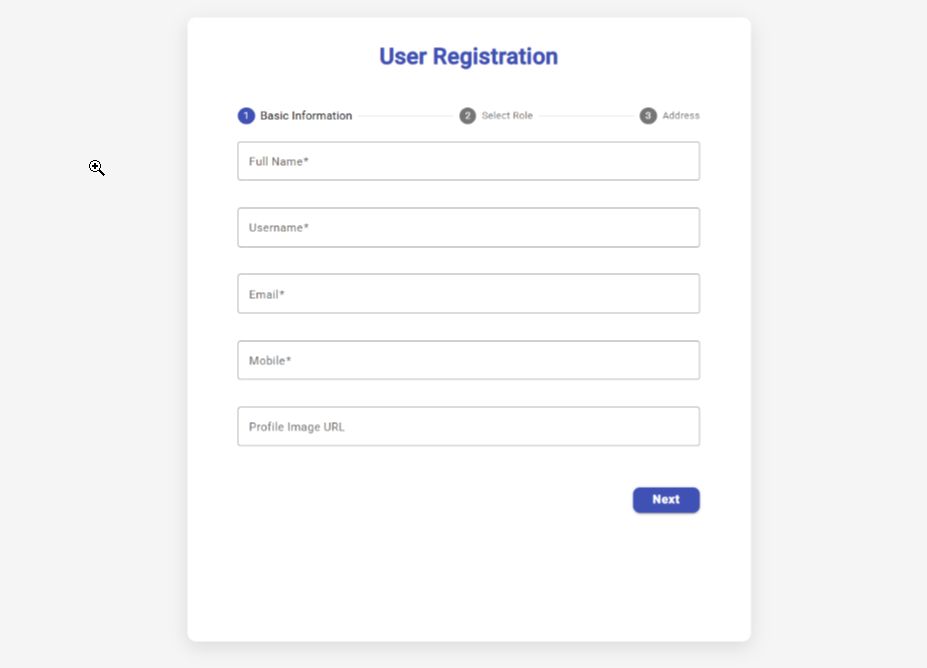 User Registration
1 Basic Information 2 Select Role 3 Address
Full Name*
Username*
Email*
Mobile*
Profile Image URL
Next